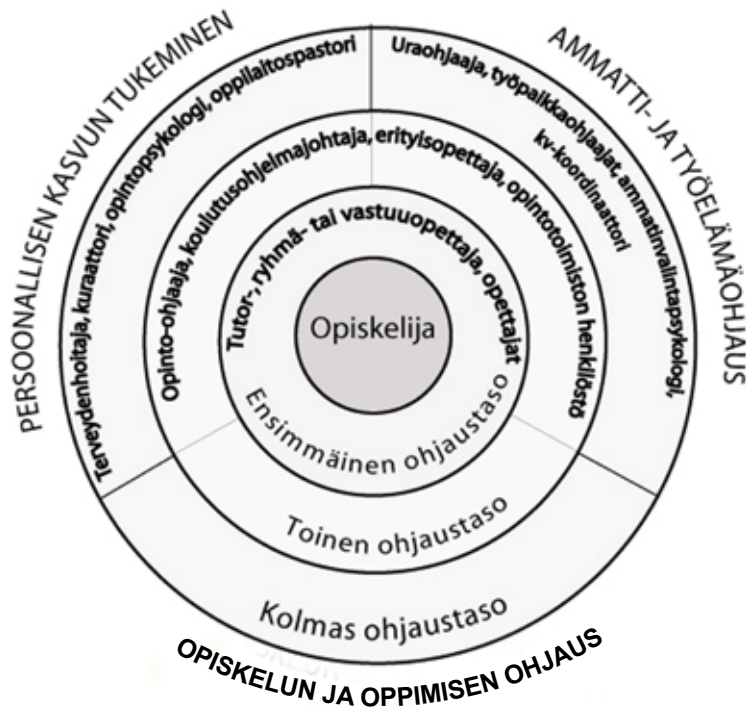 PERSOONALLISEN KASVUN TUKEMINEN
AMMATTI- JA TYÖELÄMÄOHJAUS
Terveydenhoitaja, kuraattori, opintopsykologi, oppilaitospastori
Uraohjaaja, työpaikkaohjaajat, ammatinvalintapsykologi,
kv-koordinaattori
Opinto-ohjaaja, koulutusohjelmajohtaja, erityisopettaja, opintotoimiston henkilöstö
Tutor-, ryhmä- tai vastuuopettaja, opettajat
Opiskelija
Ensimmäinen ohjaustaso
Toinen ohjaustaso
Kolmas ohjaustaso
OPISKELUN JA OPPIMISEN OHJAUS